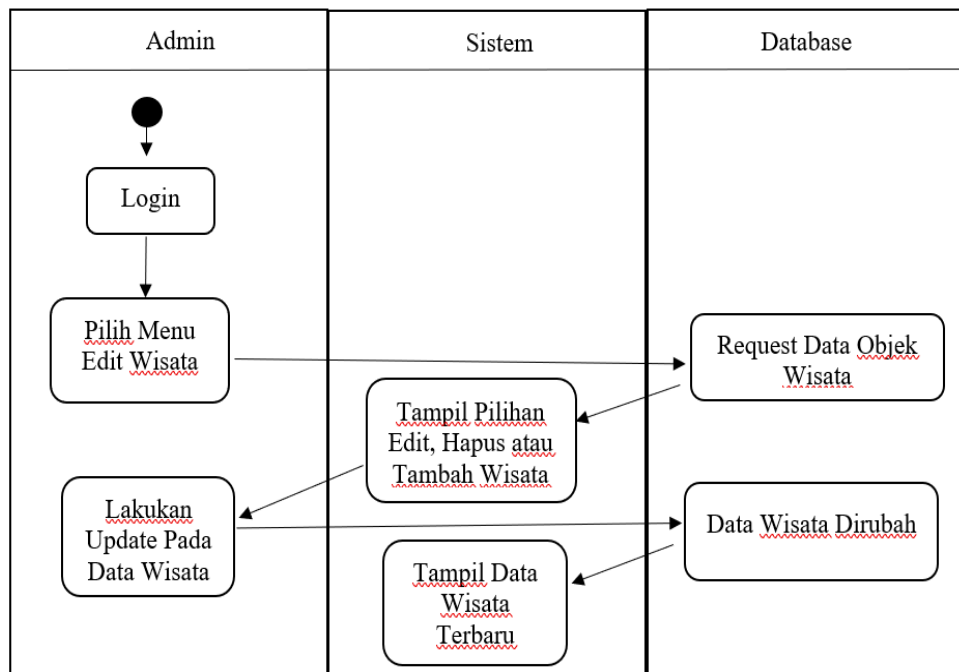 Admin
Sistem
Database
Login
Pilih Menu
Edit Wisata
Request Data Objek
Wisata
Tampil Pilihan
Edit, Hapus atau
Tambah Wisata
Lakukan
Update Pada
Data Wisata
Data Wisata Dirubah
Tampil Data
Wisata
Terbaru